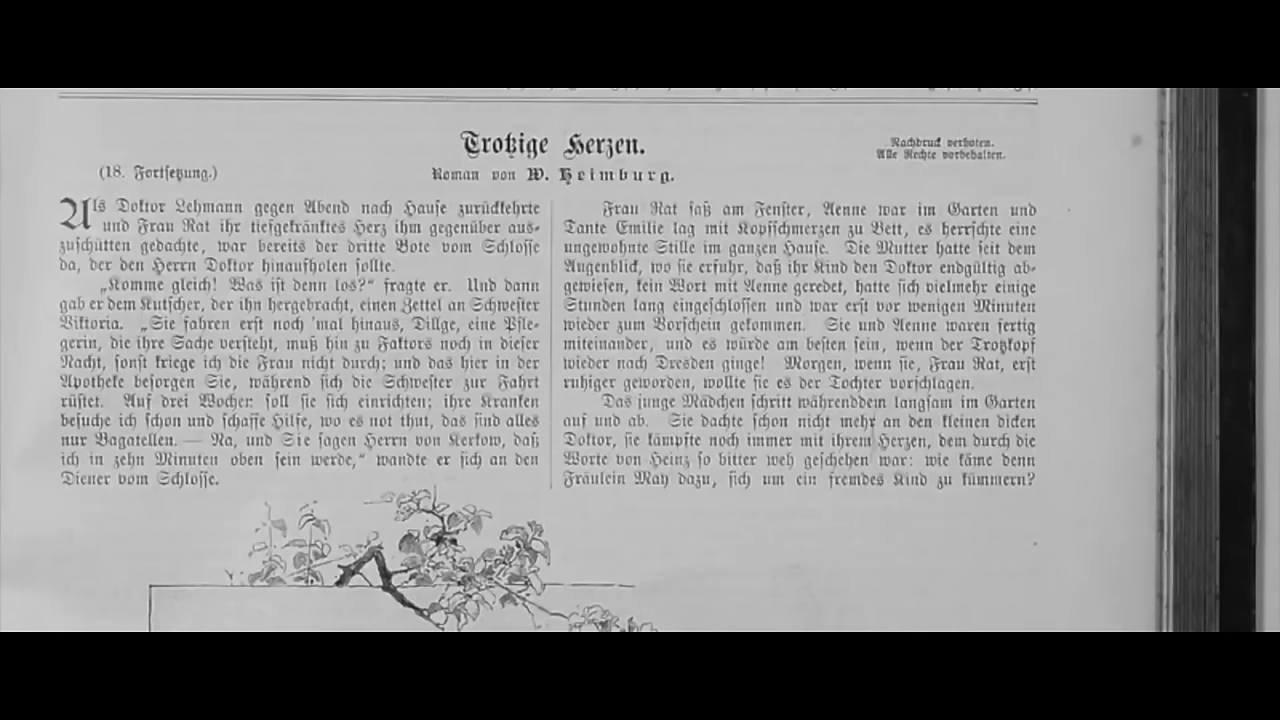 Trotzige Herzen.
Nachdruck verboten.
Alle Rechte vorbehalten.
(18. Fortsetzung.)
Roman von W. Heimburg.
Als Doktor Lehmann gegen Abend nach Hause zurückkehrte
und Frau Rat ihr tiefgekränktes Herz ihm gegenüber aus-
zuschütten gedachte, war bereits der dritte Bote vom Schlosse
da, der den Herrn Doktor hinaufholen sollte.
„Komme gleich! Was ist denn los?“ fragte er. Und dann
gab er dem Kutscher, der ihn hergebracht, einen Zettel an Schwester
Viktoria. „Sie fahren erst noch 'mal hinaus, Dillge, eine Pfle-
gerin, die ihre Sache versteht, muß hin zu Faktors noch in dieser
Nacht, sonst kriege ich die Frau nicht durch; und das hier in der
Apotheke besorgen Sie, während sich die Schwester zur Fahrt
rüstet. Auf drei Wochen soll sie sich einrichten; ihre Kranken
besuche ich schon und schaffe Hilfe, wo es not thut, das sind alles
nur Bagatellen. — Na, und Sie sagen Herrn von Kerkow, daß
ich in zehn Minuten oben sein werde,“ wandte er sich an den
Diener vom Schlosse.
Frau Rat saß am Fenster, Aenne war im Garten und
Tante Emilie lag mit Kopfschmerzen zu Bett, es herrschte eine
ungewohnte Stille im ganzen Hause. Die Mutter hatte seit dem
Augenblick, wo sie erfuhr, daß ihr Kind den Doktor endgültig ab-
gewiesen, kein Wort mit Aenne geredet, hatte sich vielmehr einige
Stunden lang eingeschlossen und war erst vor wenigen Minuten
wieder zum Vorschein gekommen. Sie und Aenne waren fertig
miteinander, und es würde am besten sein, wenn der Trotzkopf
wieder nach Dresden ginge! Morgen, wenn sie, Frau Rat, erst
ruhiger geworden, wollte sie es der Tochter vorschlagen.
Das junge Mädchen schritt währenddem langsam im Garten
auf und ab. Sie dachte schon nicht mehr an den kleinen dicken
Doktor, sie kämpfte noch immer mit ihrem Herzen, dem durch die
Worte von Heinz so bitter weh geschehen war: wie käme denn
Fräulein May dazu, sich um ein fremdes Kind zu kümmern?